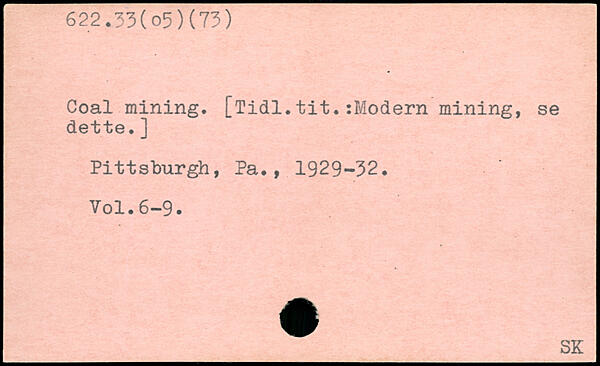 622.33(o5)(73)
Coal mining. [Tidl.tit.:Modern mining, se
dette.]
Pittsburgh, Pa., 1929-32.
Vol.6-9.
SK